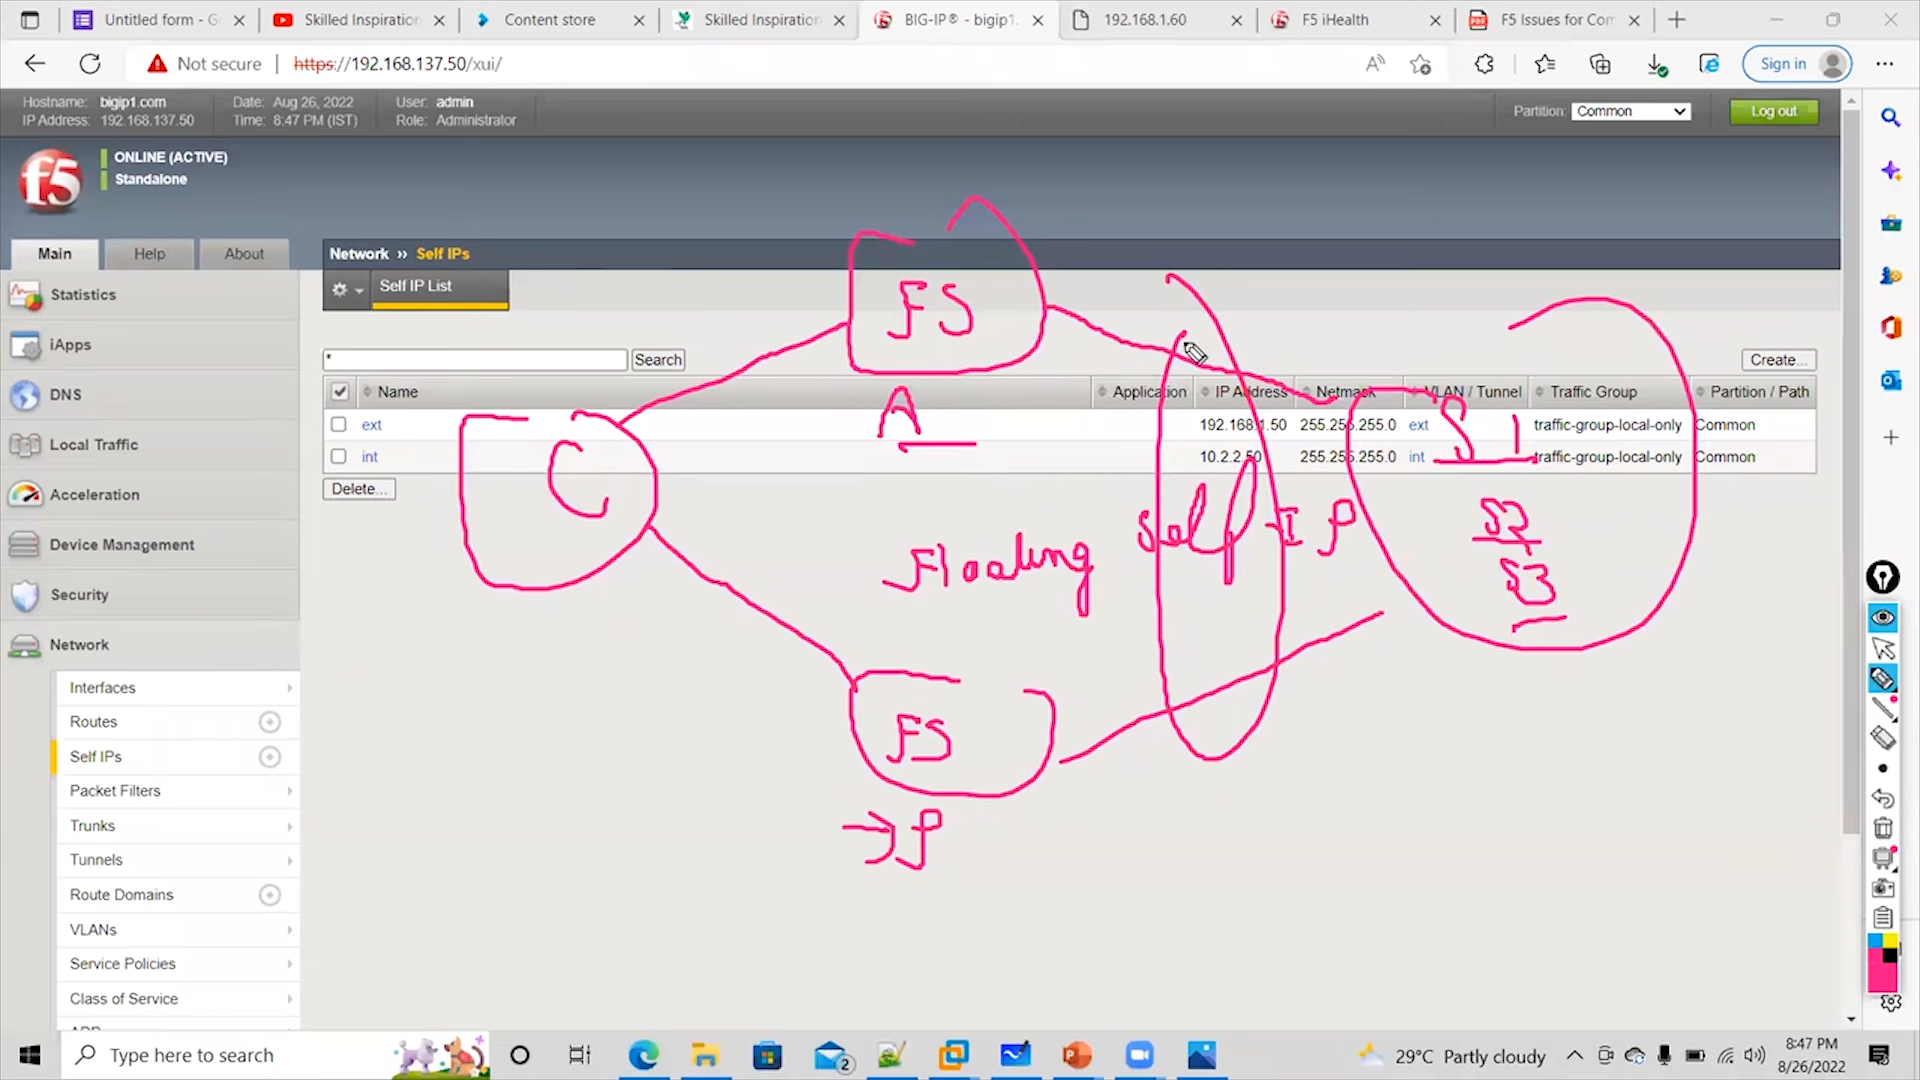 Untitled form - G
Skilled Inspiration
Content store
Skilled Inspiration
BIG-IP® - bigip1.
192.168.1.60
F5 iHealth
F5 Issues for Com
Not secure
https://192.168.137.50/xui/
Sign in
Hostname: bigip1.com
Date: Aug 26, 2022
User: admin
IP Address: 192.168.137.50
Time: 8:47 PM (IST)
Role: Administrator
Partition: Common
Log out
f5
ONLINE (ACTIVE)
Standalone
Main
Help
About
Network » Self IPs
Self IP List
Statistics
iApps
DNS
Local Traffic
Acceleration
Device Management
Security
Network
Interfaces
Routes
Self IPs
Packet Filters
Trunks
Tunnels
Route Domains
VLANs
Service Policies
Class of Service
*
Search
Create...
Name Application IP Address Netmask VLAN / Tunnel Traffic Group Partition / Path
ext 192.168.1.50 255.255.255.0 ext traffic-group-local-only Common
int 10.2.2.50 255.255.255.0 int traffic-group-local-only Common
Delete...
F5
A
C
S1
S2
S3
Floating Self IP
F5
→P
Type here to search
2
29°C Partly cloudy
8:47 PM
8/26/2022